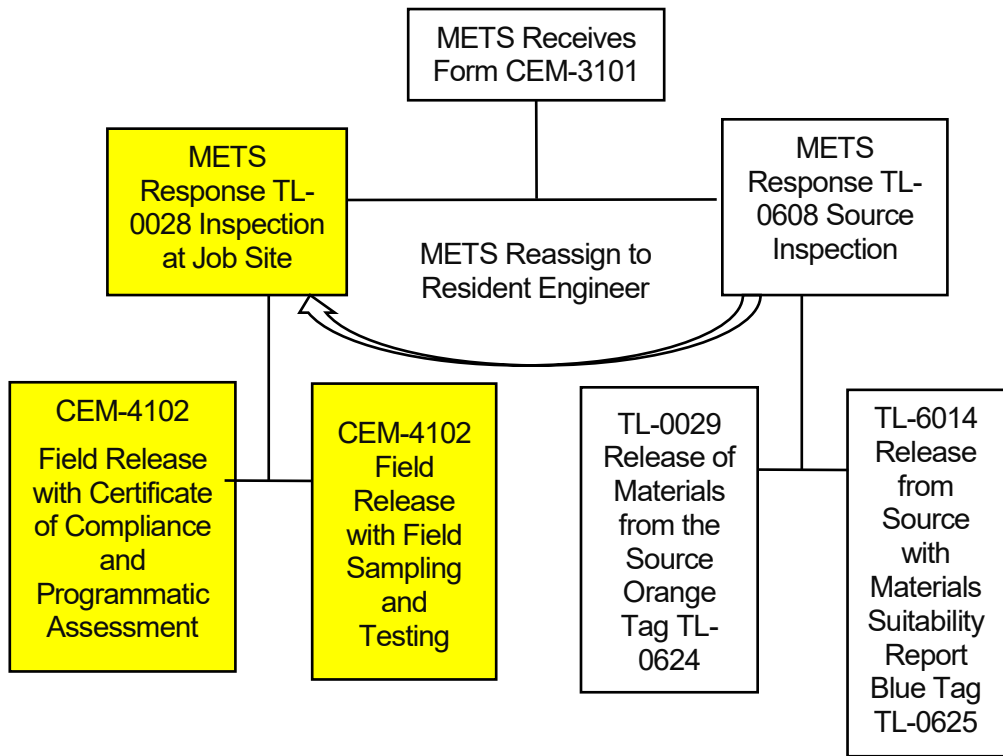 METS Receives
Form CEM-3101
METS
Response TL-
0028 Inspection
at Job Site
METS
Response TL-
0608 Source
Inspection
METS Reassign to
Resident Engineer
CEM-4102
Field Release
with Certificate
of Compliance
and
Programmatic
Assessment
CEM-4102
Field
Release
with Field
Sampling
and
Testing
TL-0029
Release of
Materials
from the
Source
Orange
Tag TL-
0624
TL-6014
Release
from
Source
with
Materials
Suitability
Report
Blue Tag
TL-0625